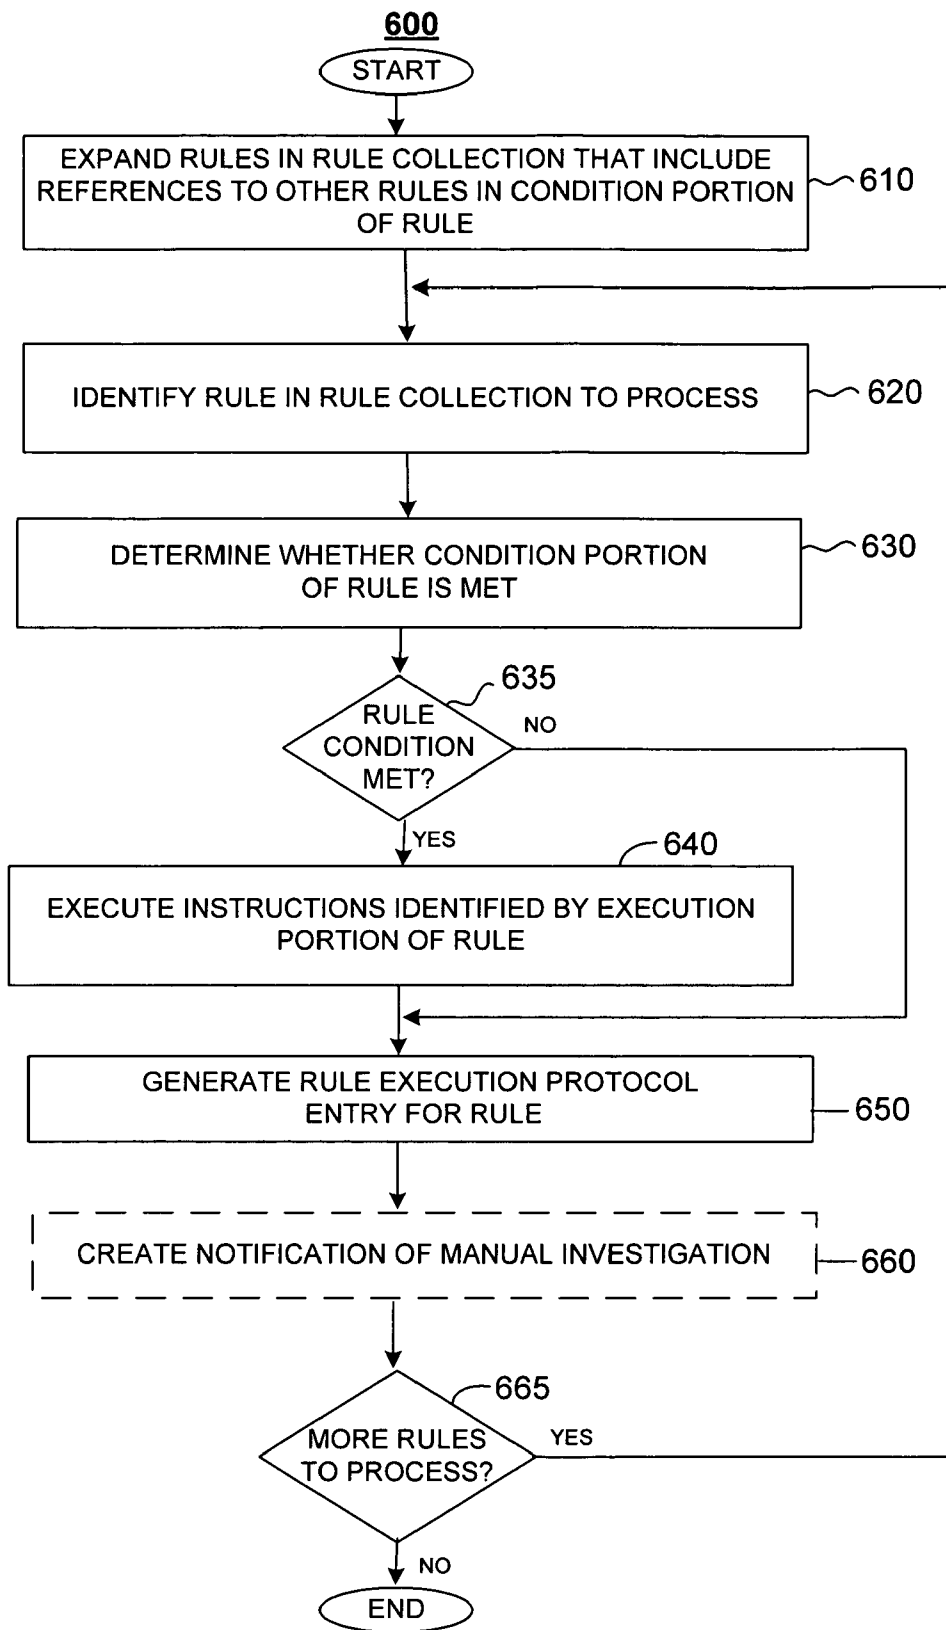 600
START
EXPAND RULES IN RULE COLLECTION THAT INCLUDE
REFERENCES TO OTHER RULES IN CONDITION PORTION
OF RULE
610
IDENTIFY RULE IN RULE COLLECTION TO PROCESS
620
DETERMINE WHETHER CONDITION PORTION
OF RULE IS MET
630
635
RULE
CONDITION
MET?
NO
YES
640
EXECUTE INSTRUCTIONS IDENTIFIED BY EXECUTION
PORTION OF RULE
GENERATE RULE EXECUTION PROTOCOL
ENTRY FOR RULE
650
CREATE NOTIFICATION OF MANUAL INVESTIGATION
660
665
MORE RULES
TO PROCESS?
YES
NO
END